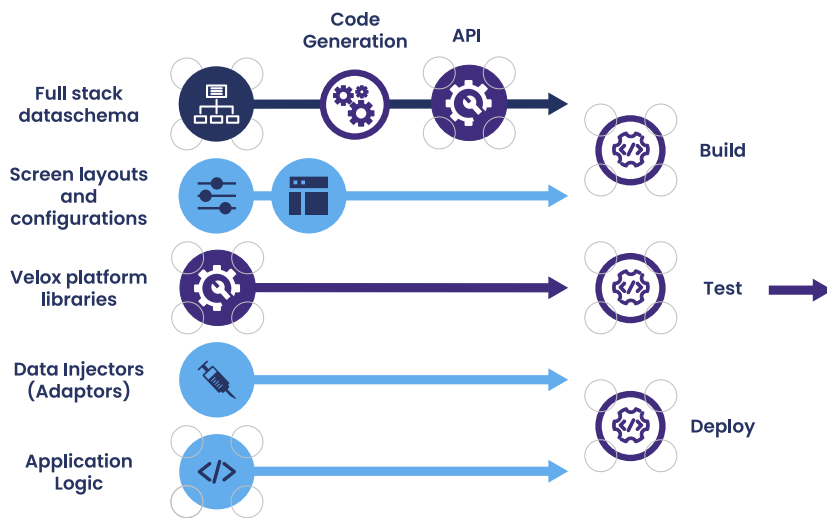 Code
Generation
API
Full stack
dataschema
Build
Screen layouts
and
configurations
Velox platform
libraries
Test
Data Injectors
(Adaptors)
Deploy
Application
Logic